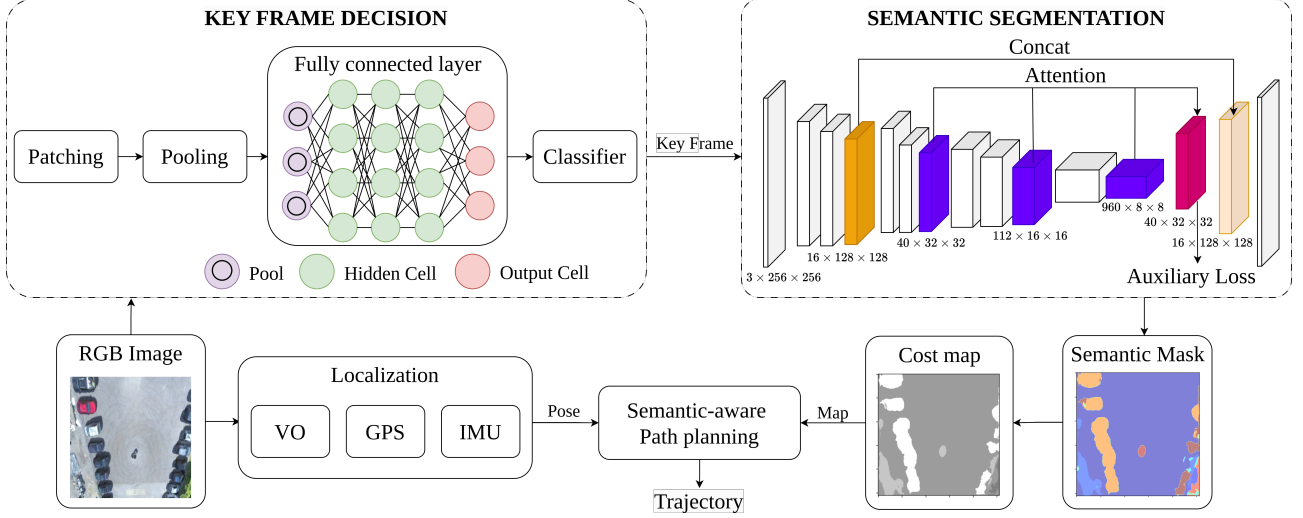 KEY FRAME DECISION
Fully connected layer
Patching
Pooling
Classifier
Pool
Hidden Cell
Output Cell
Key Frame
SEMANTIC SEGMENTATION
Concat
Attention
3 × 256 × 256
16 × 128 × 128
40 × 32 × 32
112 × 16 × 16
960 × 8 × 8
40 × 32 × 32
16 × 128 × 128
Auxiliary Loss
RGB Image
Localization
VO
GPS
IMU
Pose
Semantic-aware
Path planning
Trajectory
Map
Cost map
Semantic Mask